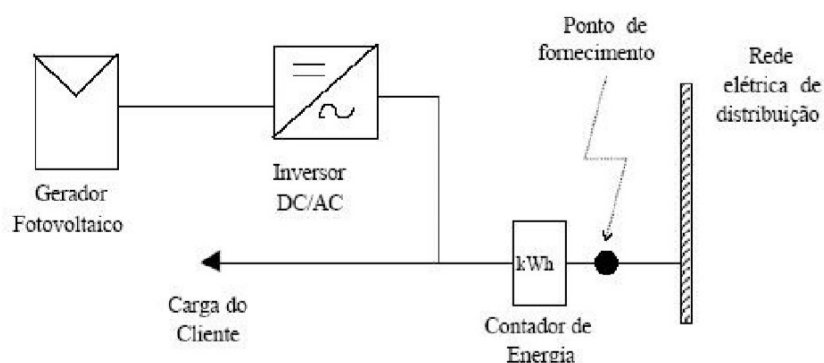 Ponto de
fornecimento
Rede
elétrica de
distribuição
Gerador
Fotovoltaico
Inversor
DC/AC
kWh
Carga do
Cliente
Contador de
Energia